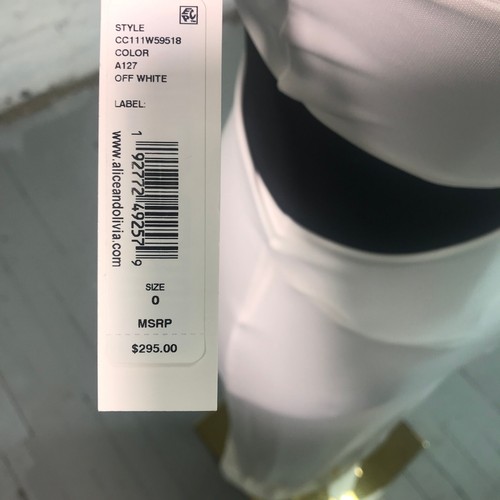 STYLE
CC111W59518
COLOR
A127
OFF WHITE
LABEL:
www.aliceandolivia.com
1 92772 49257 9
SIZE
0
MSRP
$295.00